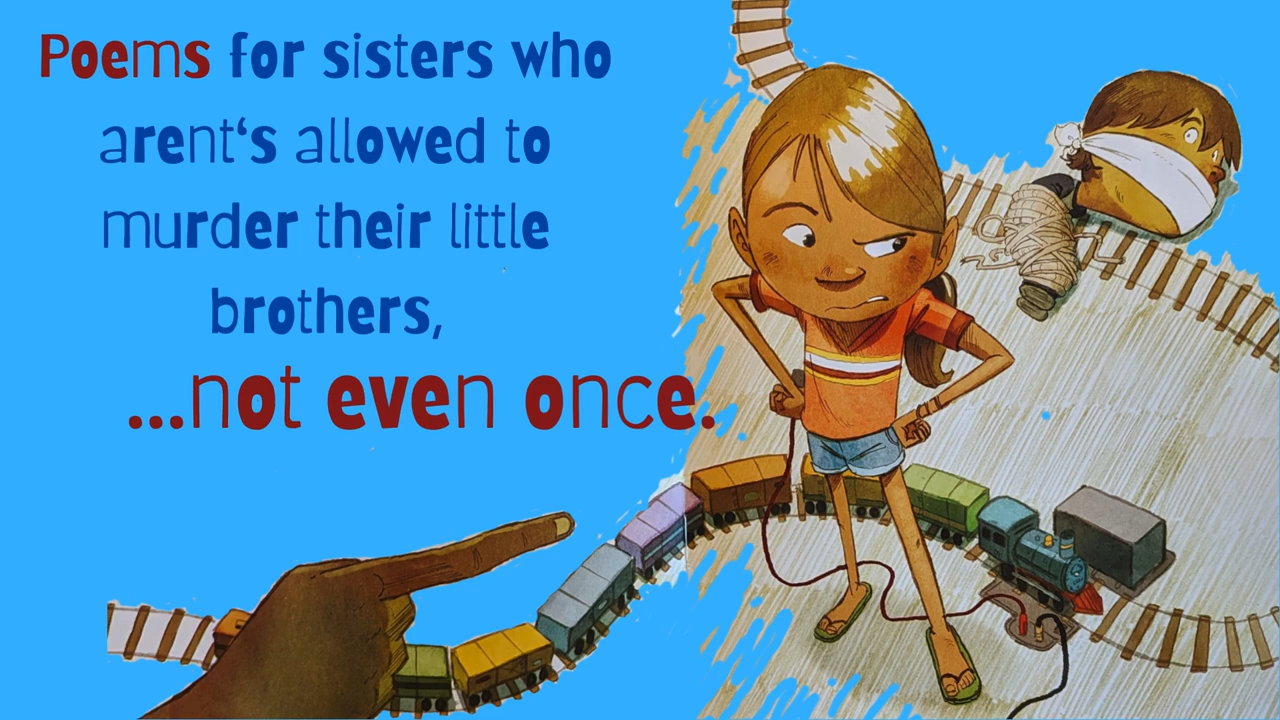 Poems for sisters who
arent‘s allowed to
murder their little
brothers,
...not even once.